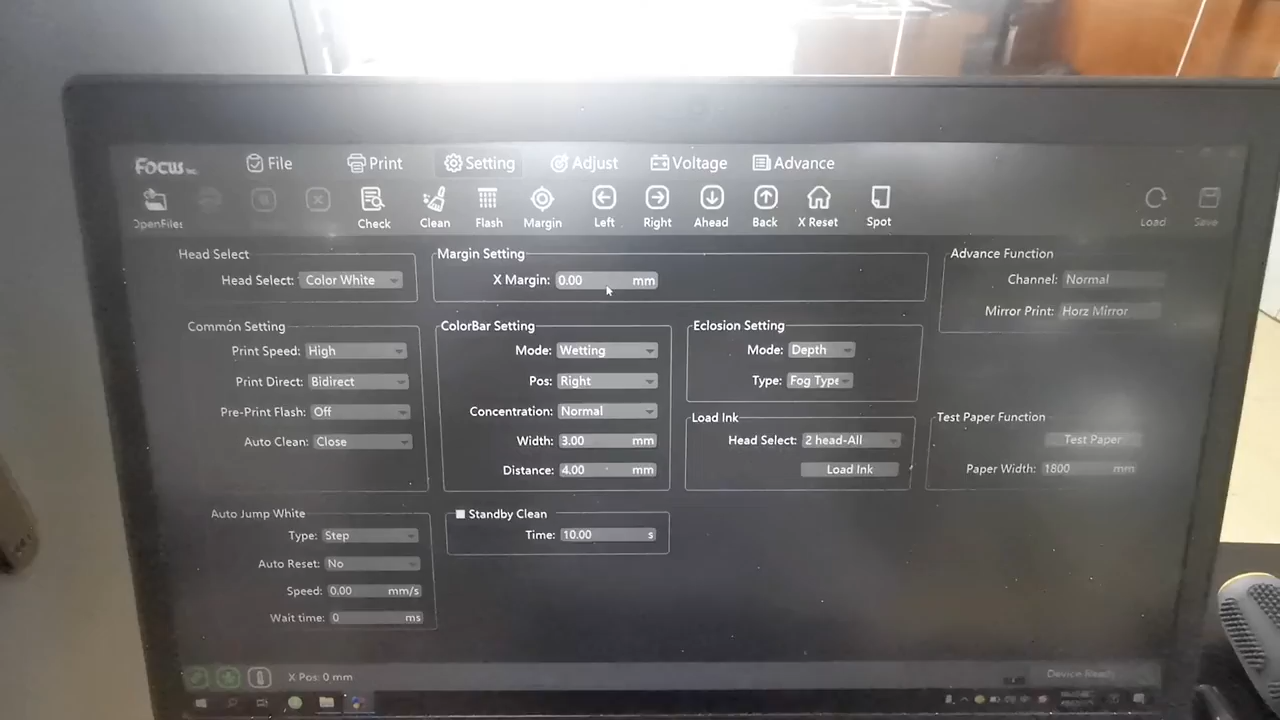 Focus INC.
File Print Setting Adjust Voltage Advance
OpenFiles Check Clean Flash Margin Left Right Ahead Back X Reset Spot Load Save
Head Select
Head Select: Color White
Margin Setting
X Margin: 0.00 mm
Advance Function
Channel: Normal
Mirror Print: Horz Mirror
Common Setting
Print Speed: High
Print Direct: Bidirect
Pre-Print Flash: Off
Auto Clean: Close
ColorBar Setting
Mode: Wetting
Pos: Right
Concentration: Normal
Width: 3.00 mm
Distance: 4.00 mm
Eclosion Setting
Mode: Depth
Type: Fog Type
Load Ink
Head Select: 2 head-All
Load Ink
Test Paper Function
Test Paper
Paper Width: 1800 mm
Auto Jump White
Type: Step
Auto Reset: No
Speed: 0.00 mm/s
Wait time: 0 ms
Standby Clean
Time: 10.00 s
X Pos: 0 mm
Device Ready